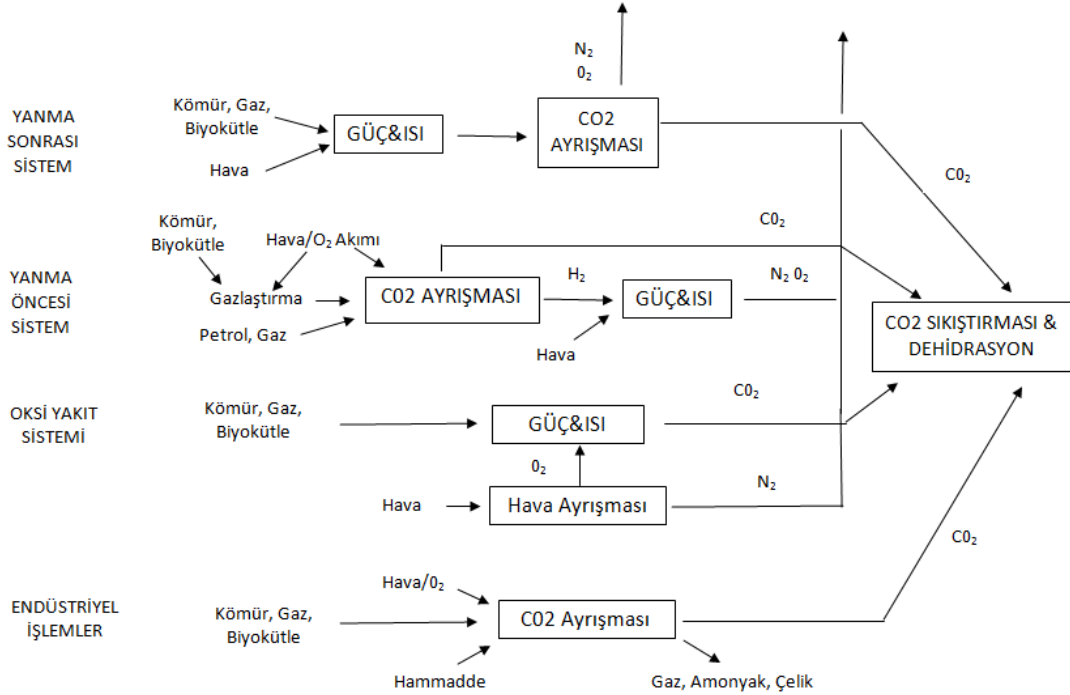 N₂
0₂
YANMA
SONRASI
SİSTEM
Kömür, Gaz,
Biyokütle
Hava
GÜÇ&ISI
CO2
AYRIŞMASI
C0₂
Kömür,
Biyokütle
Hava/O₂ Akımı
C0₂
YANMA
ÖNCESİ
SİSTEM
Gazlaştırma
Petrol, Gaz
C02 AYRIŞMASI
H₂
Hava
GÜÇ&ISI
N₂ 0₂
CO2 SIKIŞTIRMASI &
DEHİDRASYON
OKSİ YAKIT
SİSTEMİ
Kömür, Gaz,
Biyokütle
GÜÇ&ISI
C0₂
0₂
Hava
Hava Ayrışması
N₂
C0₂
ENDÜSTRİYEL
İŞLEMLER
Hava/0₂
Kömür, Gaz,
Biyokütle
C02 Ayrışması
Hammadde
Gaz, Amonyak, Çelik